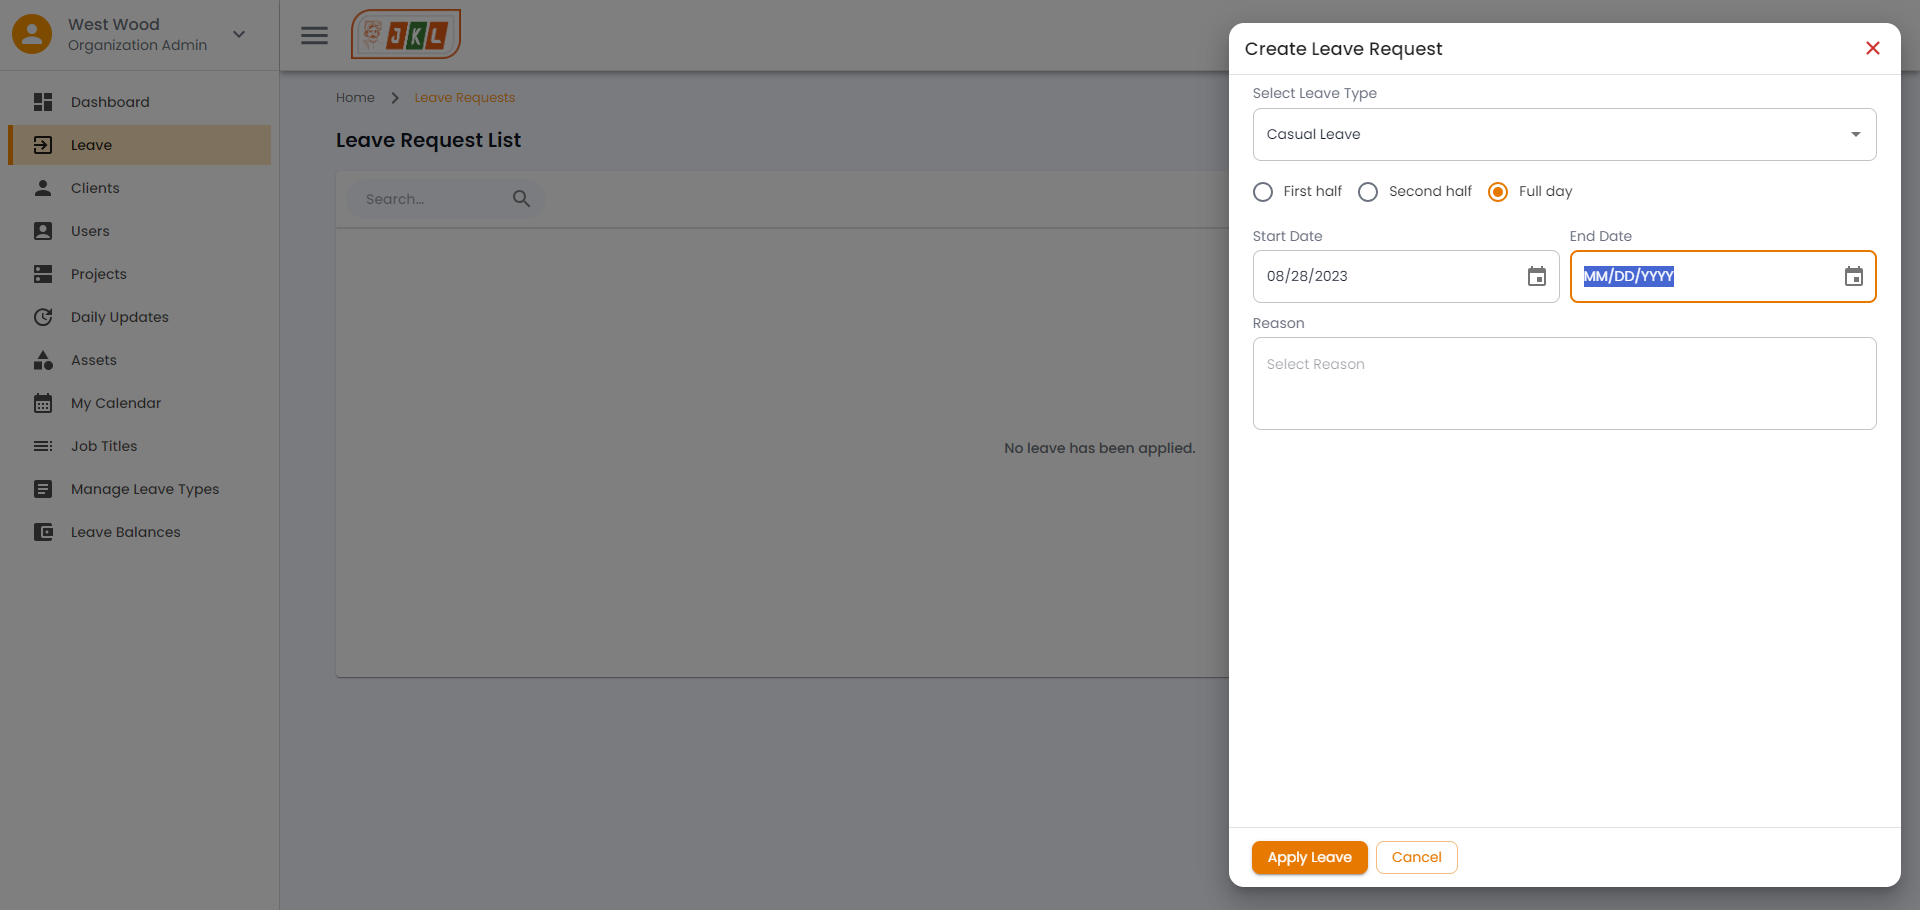 West Wood
Organization Admin
JKL
Dashboard
Leave
Clients
Users
Projects
Daily Updates
Assets
My Calendar
Job Titles
Manage Leave Types
Leave Balances
Home
Leave Requests
Leave Request List
Search...
No leave has been applied.
Create Leave Request
Select Leave Type
Casual Leave
First half Second half Full day
Start Date End Date
08/28/2023 MM/DD/YYYY
Reason
Select Reason
Apply Leave Cancel